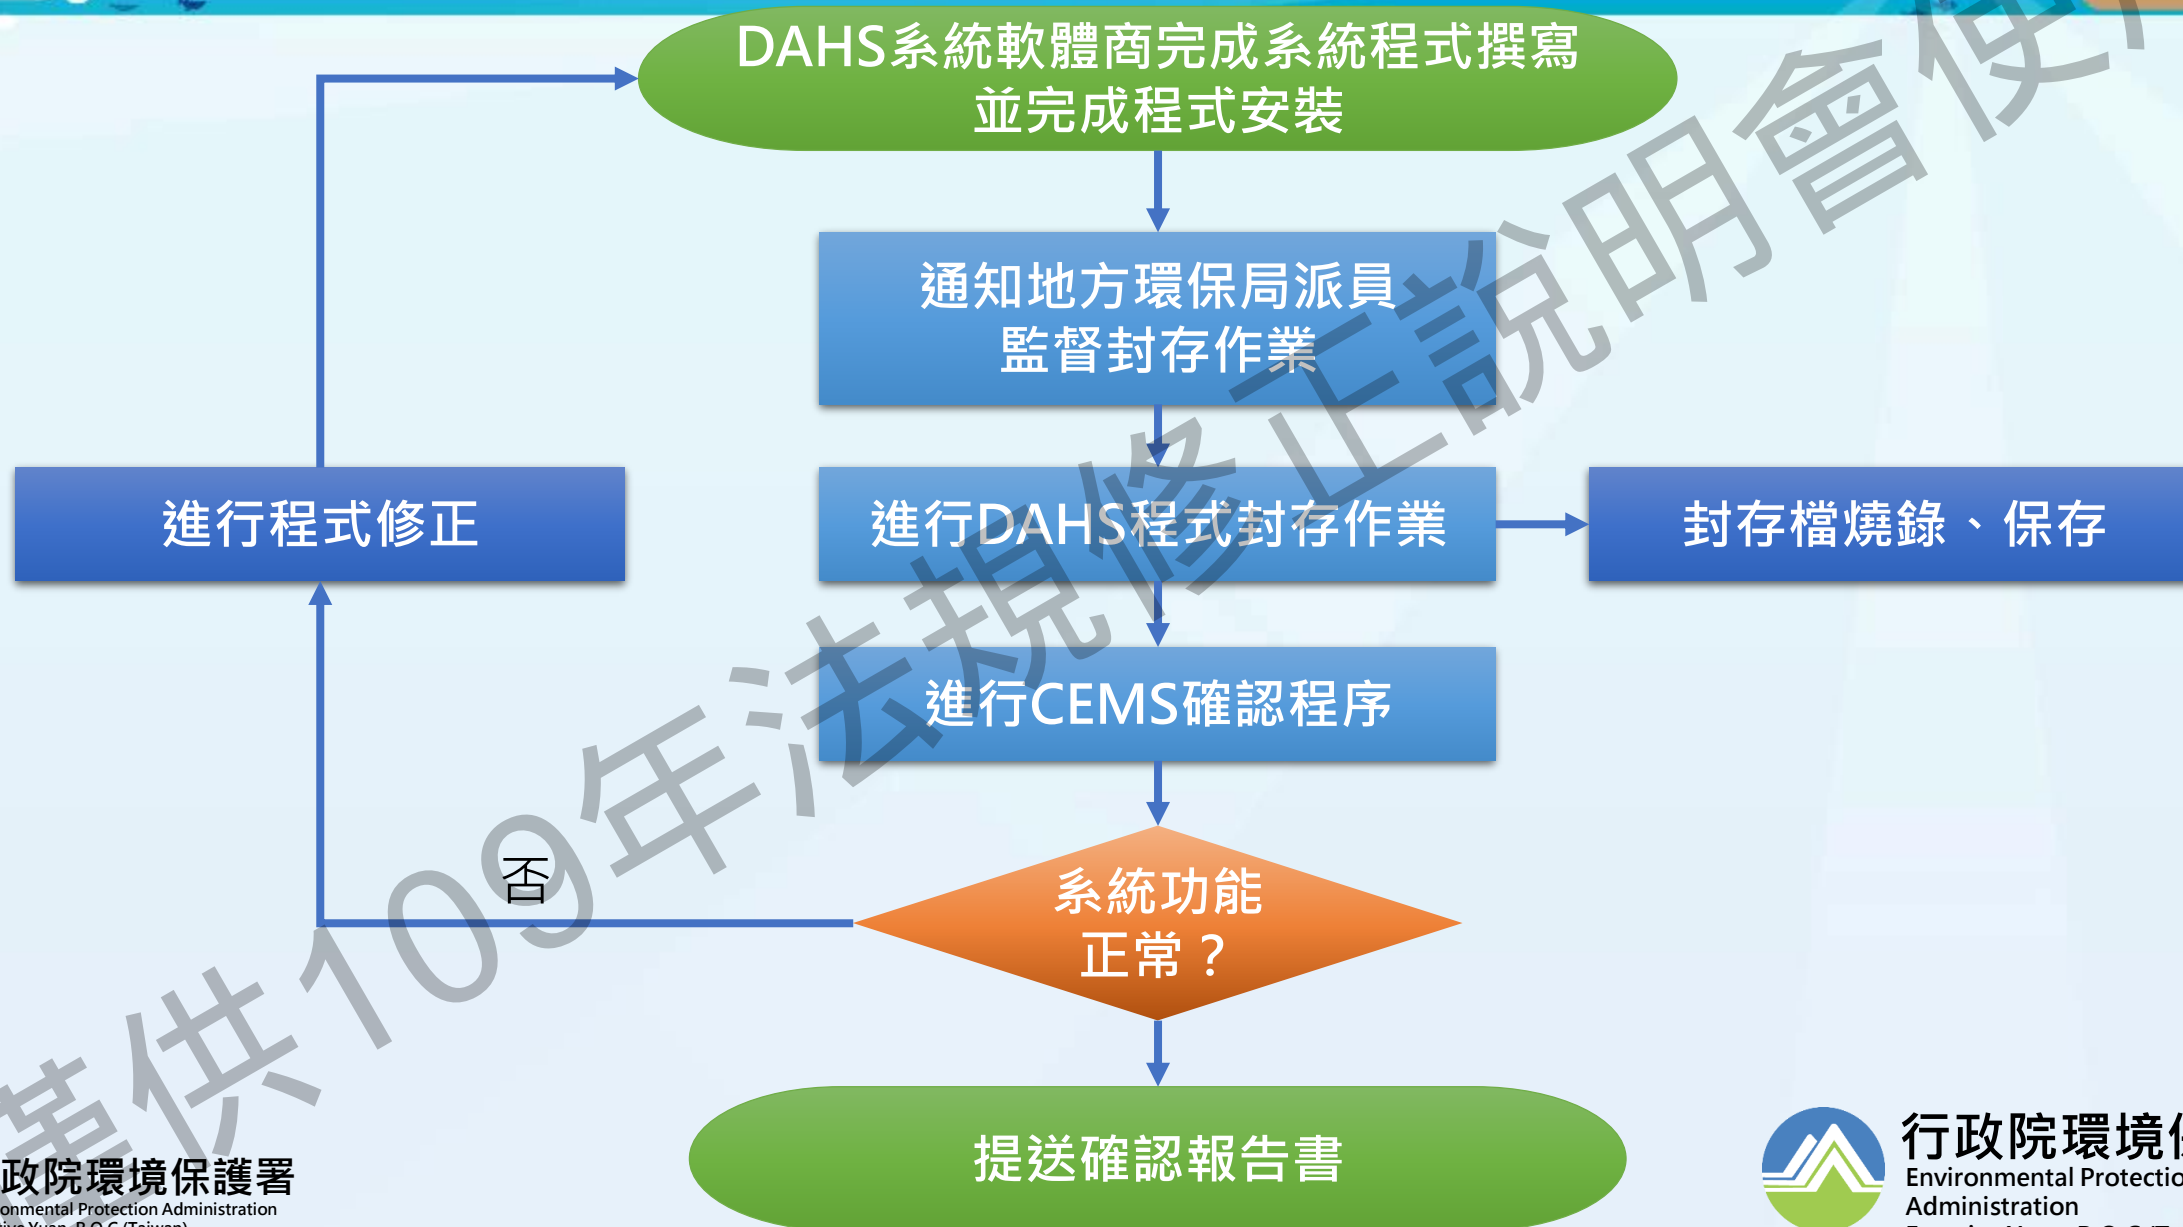 DAHS系統軟體商完成系統程式撰寫
並完成程式安裝
通知地方環保局派員
監督封存作業
進行程式修正
進行DAHS程式封存作業
封存檔燒錄、保存
進行CEMS確認程序
否
系統功能
正常？
提送確認報告書
僅供109年法規修正說明會使
政院環境保護署
onmental Protection Administration
行政院環境
Environmental Protectio
Administration